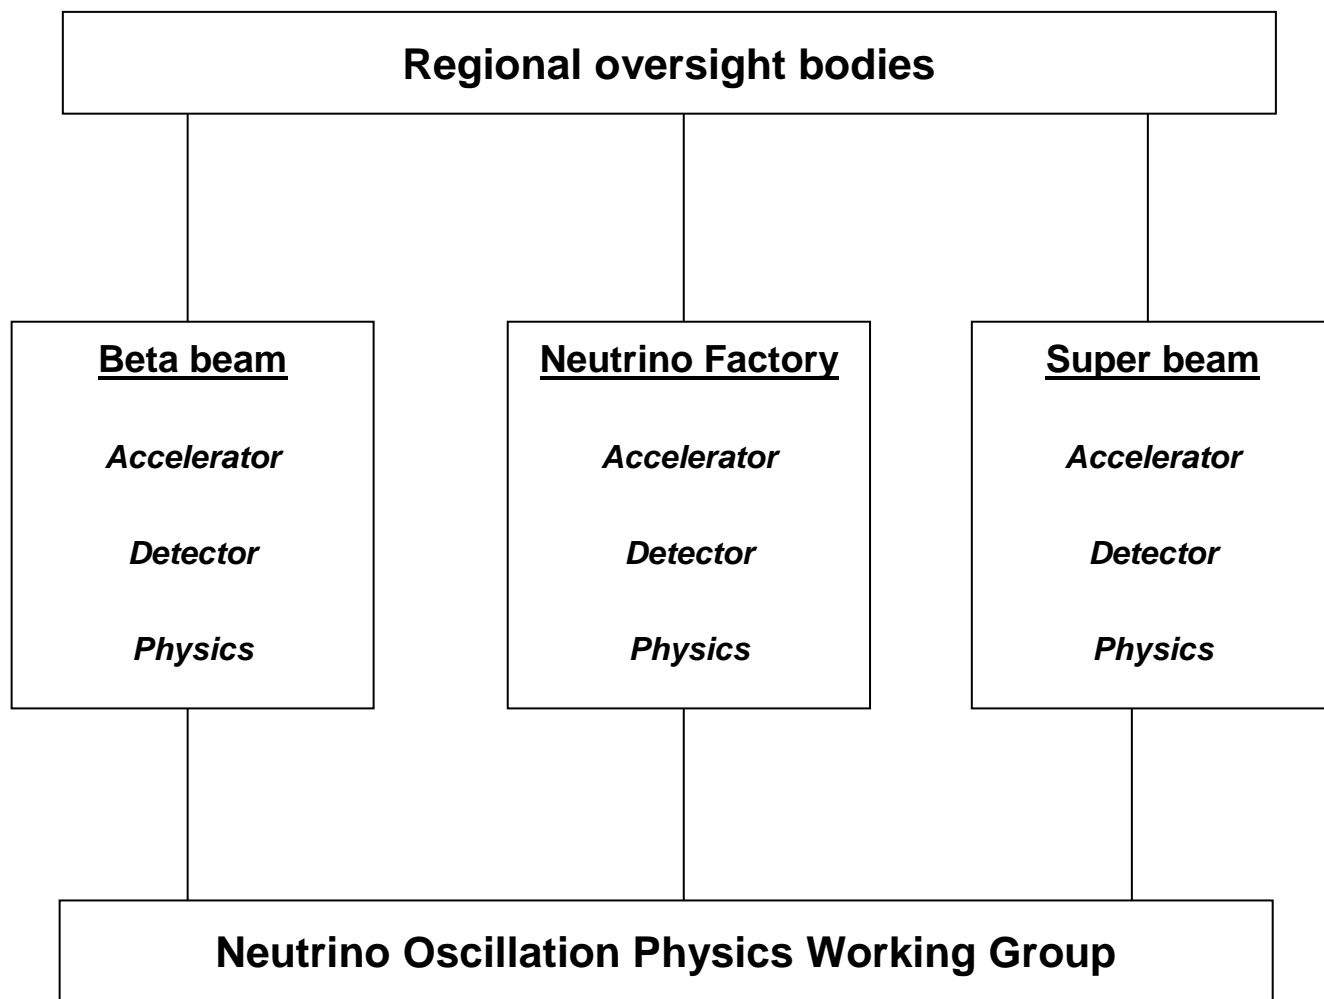 Regional oversight bodies
Beta beam
Accelerator
Detector
Physics
Neutrino Factory
Accelerator
Detector
Physics
Super beam
Accelerator
Detector
Physics
Neutrino Oscillation Physics Working Group